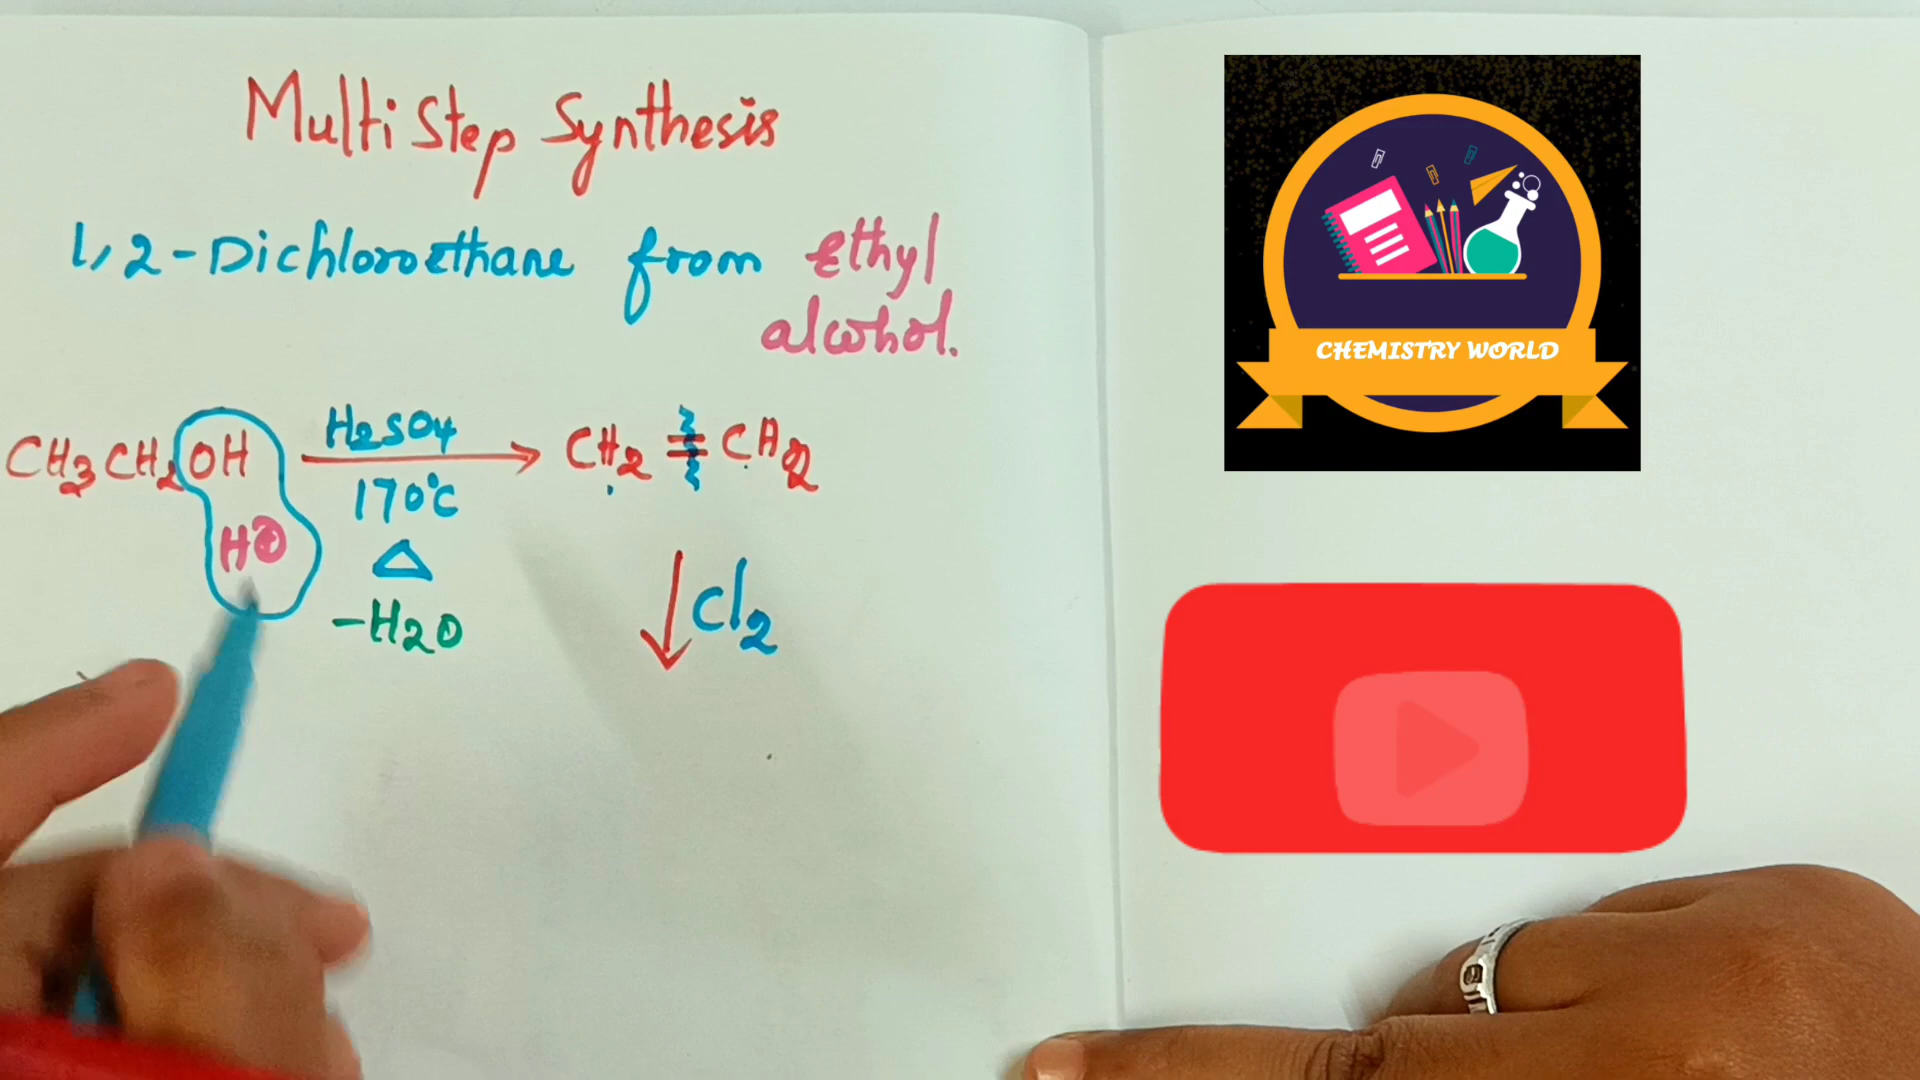 Multi Step Synthesis
1,2-Dichloroethane from ethyl
alcohol.
CH3CH2OH H2SO4 CH2 = CH2
170°C
H⊕
△
-H2O
Cl2
CHEMISTRY WORLD